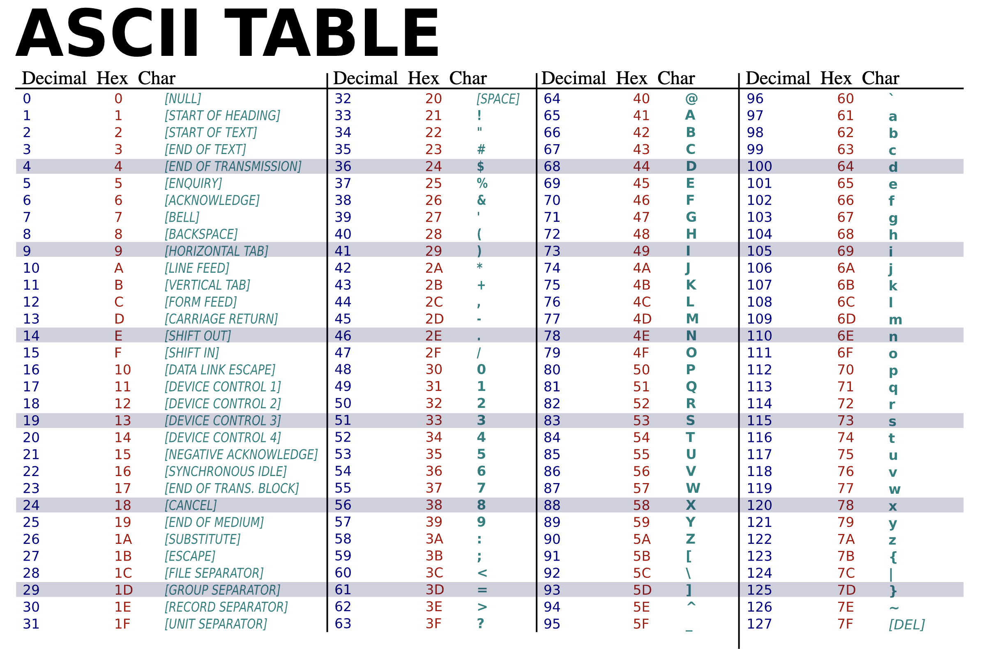 ASCII TABLE
Decimal Hex Char Decimal Hex Char Decimal Hex Char Decimal Hex Char
0 0 [NULL] 32 20 [SPACE] 64 40 @ 96 60 `
1 1 [START OF HEADING] 33 21 ! 65 41 A 97 61 a
2 2 [START OF TEXT] 34 22 " 66 42 B 98 62 b
3 3 [END OF TEXT] 35 23 # 67 43 C 99 63 c
4 4 [END OF TRANSMISSION] 36 24 $ 68 44 D 100 64 d
5 5 [ENQUIRY] 37 25 % 69 45 E 101 65 e
6 6 [ACKNOWLEDGE] 38 26 & 70 46 F 102 66 f
7 7 [BELL] 39 27 ' 71 47 G 103 67 g
8 8 [BACKSPACE] 40 28 ( 72 48 H 104 68 h
9 9 [HORIZONTAL TAB] 41 29 ) 73 49 I 105 69 i
10 A [LINE FEED] 42 2A * 74 4A J 106 6A j
11 B [VERTICAL TAB] 43 2B + 75 4B K 107 6B k
12 C [FORM FEED] 44 2C , 76 4C L 108 6C l
13 D [CARRIAGE RETURN] 45 2D - 77 4D M 109 6D m
14 E [SHIFT OUT] 46 2E . 78 4E N 110 6E n
15 F [SHIFT IN] 47 2F / 79 4F O 111 6F o
16 10 [DATA LINK ESCAPE] 48 30 0 80 50 P 112 70 p
17 11 [DEVICE CONTROL 1] 49 31 1 81 51 Q 113 71 q
18 12 [DEVICE CONTROL 2] 50 32 2 82 52 R 114 72 r
19 13 [DEVICE CONTROL 3] 51 33 3 83 53 S 115 73 s
20 14 [DEVICE CONTROL 4] 52 34 4 84 54 T 116 74 t
21 15 [NEGATIVE ACKNOWLEDGE] 53 35 5 85 55 U 117 75 u
22 16 [SYNCHRONOUS IDLE] 54 36 6 86 56 V 118 76 v
23 17 [END OF TRANS. BLOCK] 55 37 7 87 57 W 119 77 w
24 18 [CANCEL] 56 38 8 88 58 X 120 78 x
25 19 [END OF MEDIUM] 57 39 9 89 59 Y 121 79 y
26 1A [SUBSTITUTE] 58 3A : 90 5A Z 122 7A z
27 1B [ESCAPE] 59 3B ; 91 5B [ 123 7B {
28 1C [FILE SEPARATOR] 60 3C < 92 5C \ 124 7C |
29 1D [GROUP SEPARATOR] 61 3D = 93 5D ] 125 7D }
30 1E [RECORD SEPARATOR] 62 3E > 94 5E ^ 126 7E ~
31 1F [UNIT SEPARATOR] 63 3F ? 95 5F _ 127 7F [DEL]